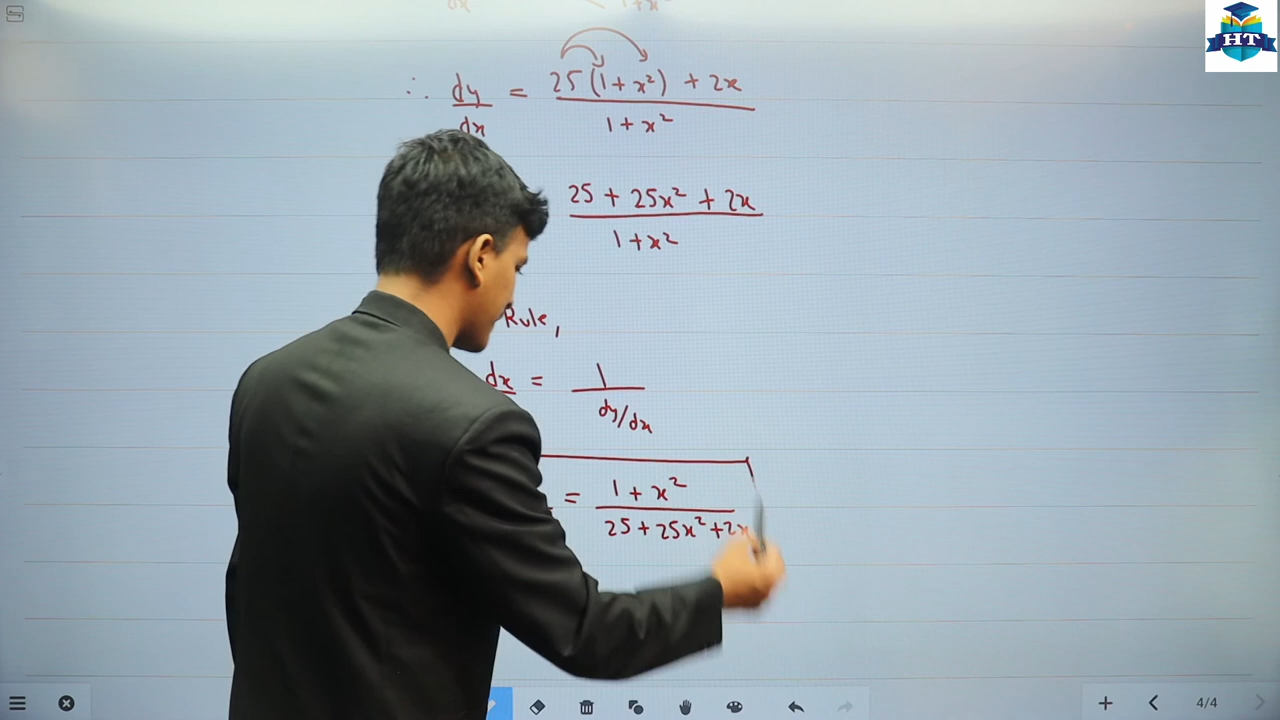 HT
∴ dy/dx = (25(1+x²) + 2x)/(1+x²)
(25 + 25x² + 2x)/(1+x²)
Rule,
dx = 1/(dy/dx)
= (1+x²)/(25+25x²+2x)
4/4